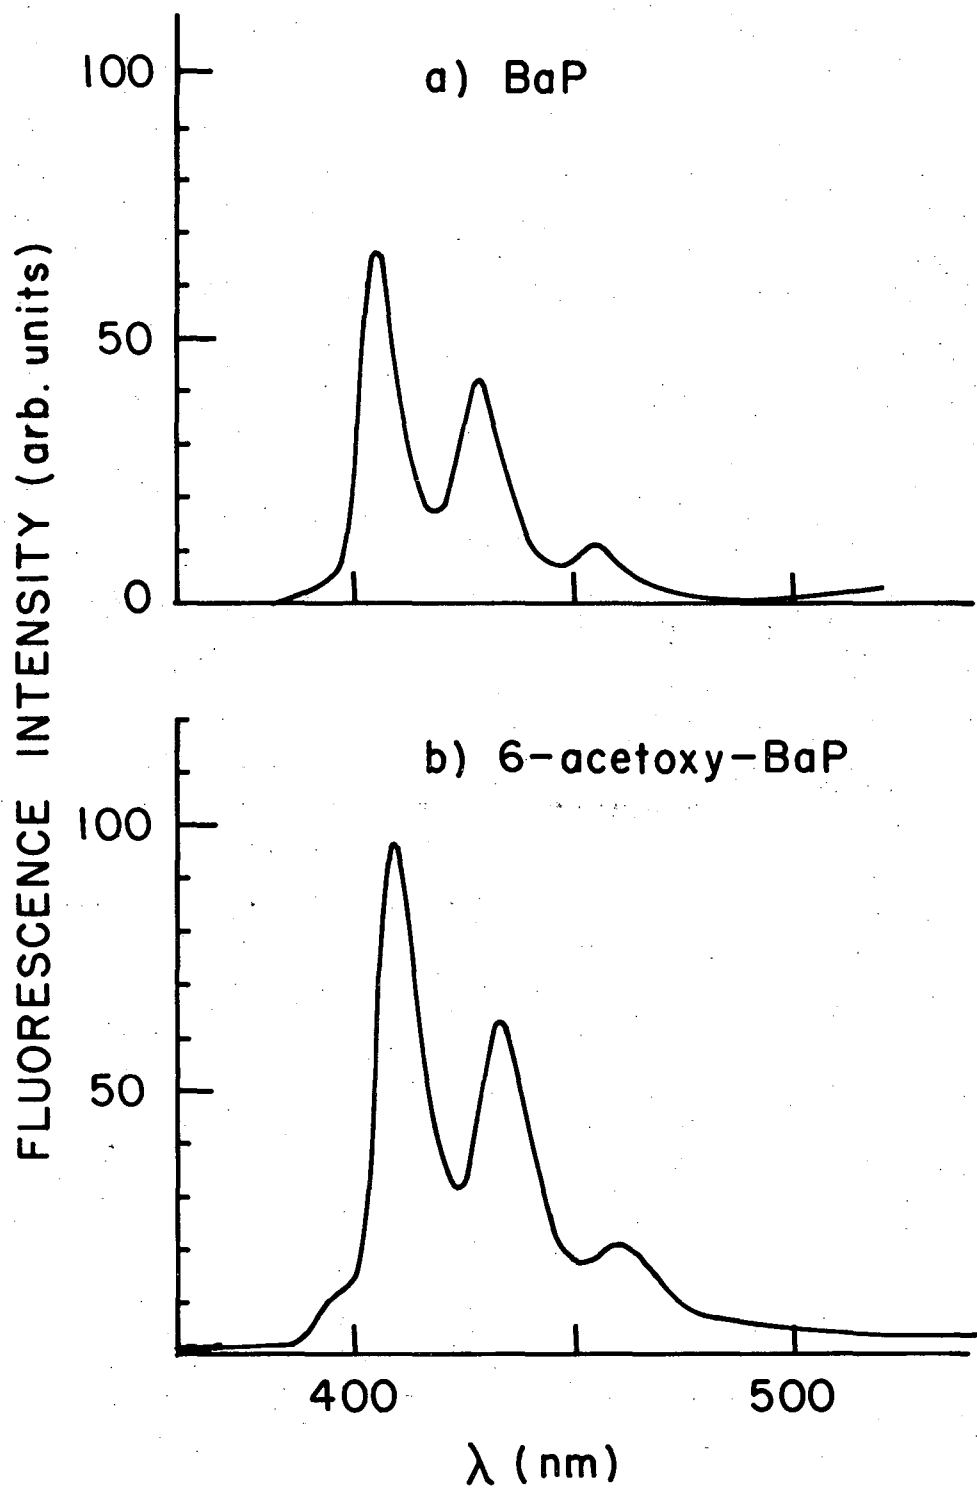 FLUORESCENCE INTENSITY (arb. units)
a) BaP
100
50
0
b) 6-acetoxy-BaP
100
50
400
500
λ (nm)